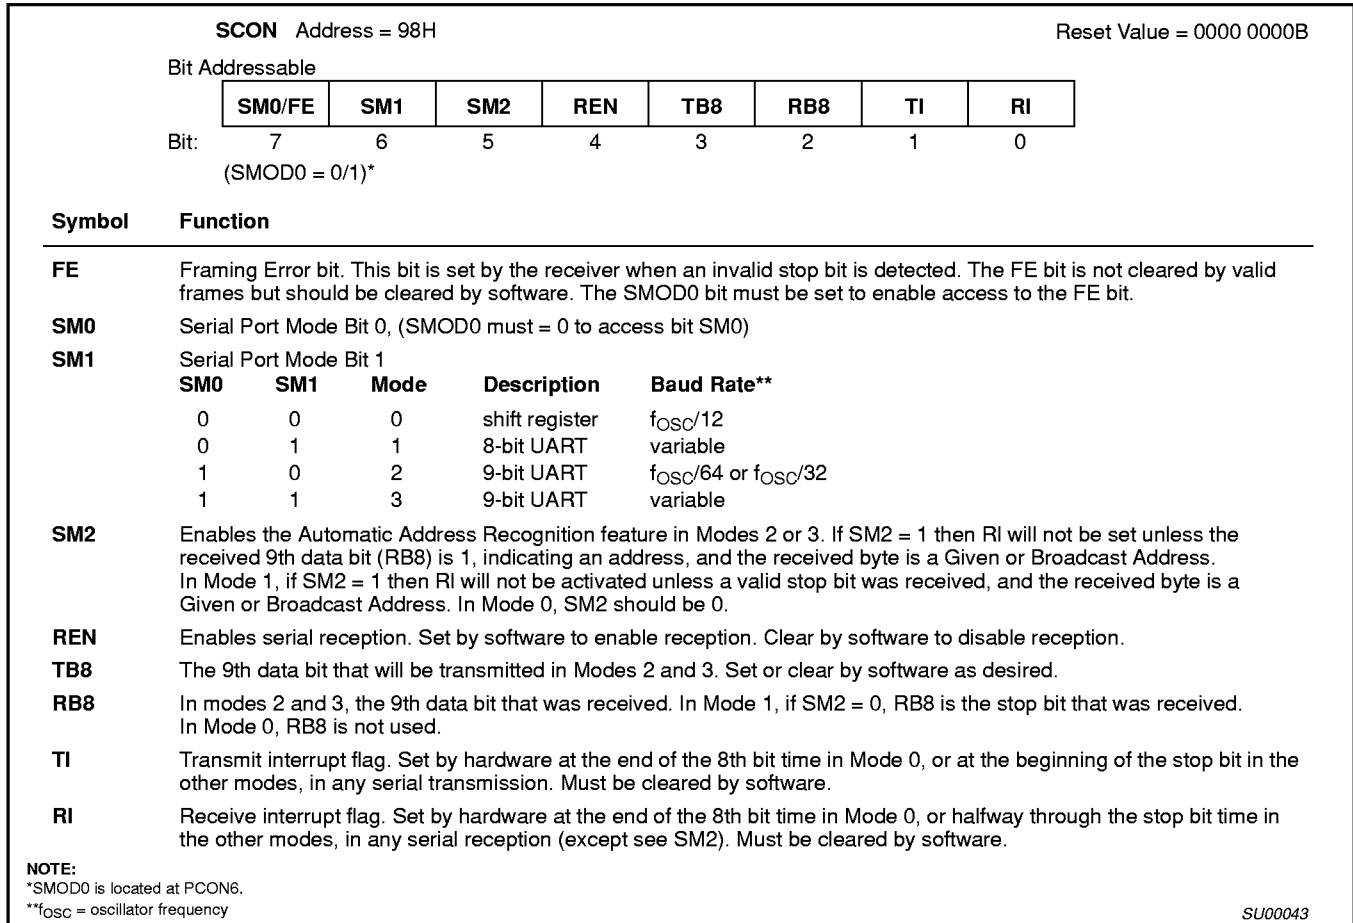 SCON Address = 98H Reset Value = 0000 0000B
Bit Addressable
SM0/FE SM1 SM2 REN TB8 RB8 TI RI
Bit: 7 6 5 4 3 2 1 0
(SMOD0 = 0/1)*
Symbol Function
FE Framing Error bit. This bit is set by the receiver when an invalid stop bit is detected. The FE bit is not cleared by valid
frames but should be cleared by software. The SMOD0 bit must be set to enable access to the FE bit.
SM0 Serial Port Mode Bit 0, (SMOD0 must = 0 to access bit SM0)
SM1 Serial Port Mode Bit 1
SM0 SM1 Mode Description Baud Rate**
0 0 0 shift register fOSC/12
0 1 1 8-bit UART variable
1 0 2 9-bit UART fOSC/64 or fOSC/32
1 1 3 9-bit UART variable
SM2 Enables the Automatic Address Recognition feature in Modes 2 or 3. If SM2 = 1 then RI will not be set unless the
received 9th data bit (RB8) is 1, indicating an address, and the received byte is a Given or Broadcast Address.
In Mode 1, if SM2 = 1 then RI will not be activated unless a valid stop bit was received, and the received byte is a
Given or Broadcast Address. In Mode 0, SM2 should be 0.
REN Enables serial reception. Set by software to enable reception. Clear by software to disable reception.
TB8 The 9th data bit that will be transmitted in Modes 2 and 3. Set or clear by software as desired.
RB8 In modes 2 and 3, the 9th data bit that was received. In Mode 1, if SM2 = 0, RB8 is the stop bit that was received.
In Mode 0, RB8 is not used.
TI Transmit interrupt flag. Set by hardware at the end of the 8th bit time in Mode 0, or at the beginning of the stop bit in the
other modes, in any serial transmission. Must be cleared by software.
RI Receive interrupt flag. Set by hardware at the end of the 8th bit time in Mode 0, or halfway through the stop bit time in
the other modes, in any serial reception (except see SM2). Must be cleared by software.
NOTE:
*SMOD0 is located at PCON6.
**fOSC = oscillator frequency SU00043